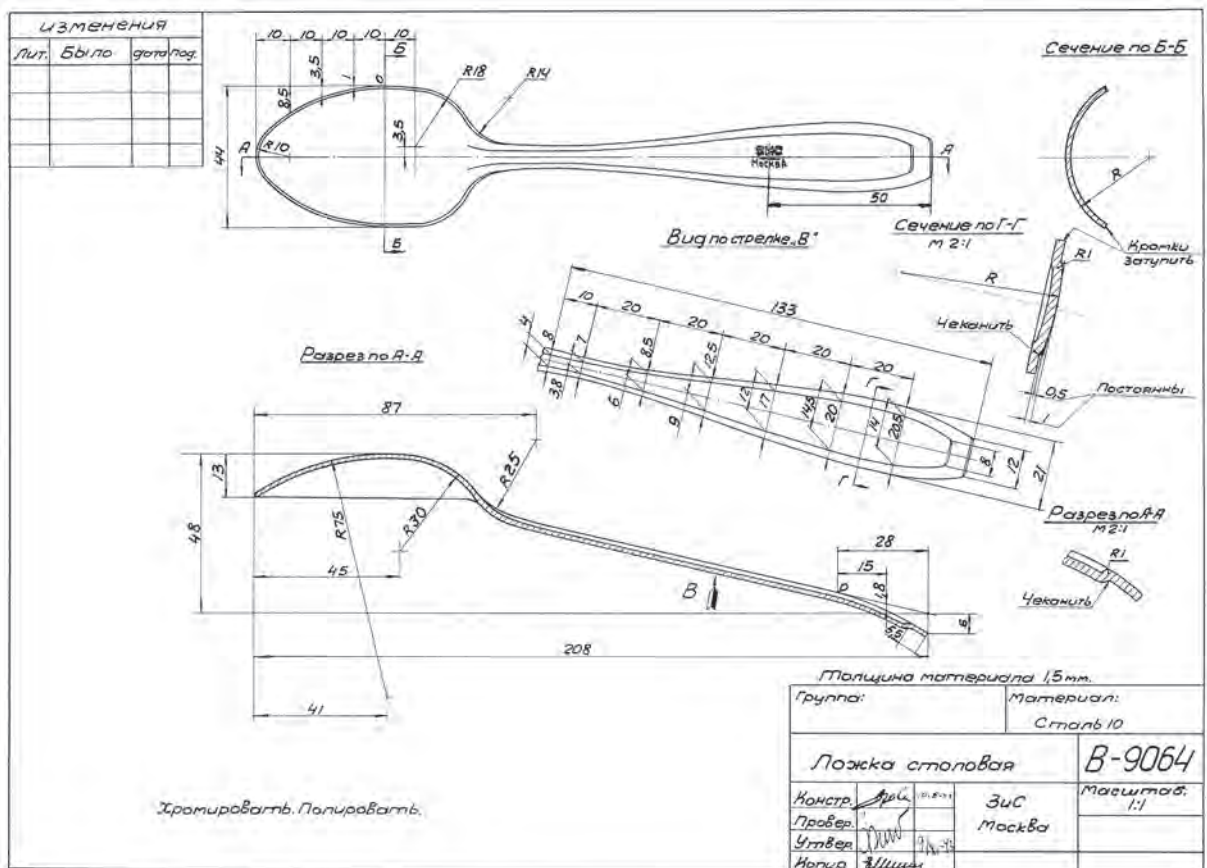 изменения
Лит. Было дата под.
10 10 10 10 10
Б
8,5 3,5 1 0
R18 R14
44
А R10 3,5 А
ЗИС
Москва
50
Б
Сечение по Б-Б
R
Кромки
затупить
Вид по стрелке „В"
Сечение по Г-Г
М 2:1
R1
R
Чеканить
0,5
1
Постоянны
133
10 20 20 20 20 20
4 8 7 8,5 12,5
3,8 6 9 12 17 14,5 20 14 20,5
Г
Г
8 12 21
Разрез по А-А
М 2:1
R1
Чеканить
Разрез по А-А
87
13
48
R75 R30 R25
45
41
В
28
15
1,8
Р
5,5
6
208
Толщина материала 1,5 мм.
Группа: Материал:
Сталь 10
Ложка столовая В-9064
Констр. ЗиС Масштаб:
1:1
Провер. Москва
Утвер.
Копир.
Хромировать. Полировать.